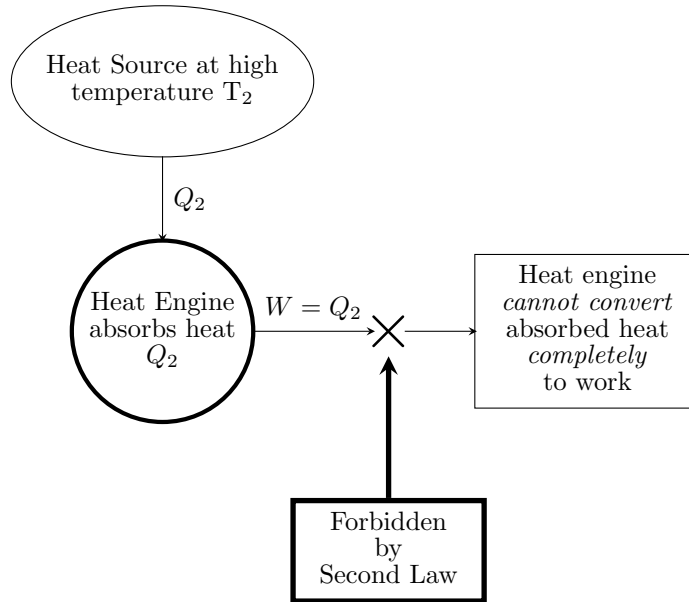 Heat Source at high
temperature T₂
Q₂
Heat Engine
absorbs heat
Q₂
W = Q₂
Heat engine
cannot convert
absorbed heat
completely
to work
Forbidden
by
Second Law